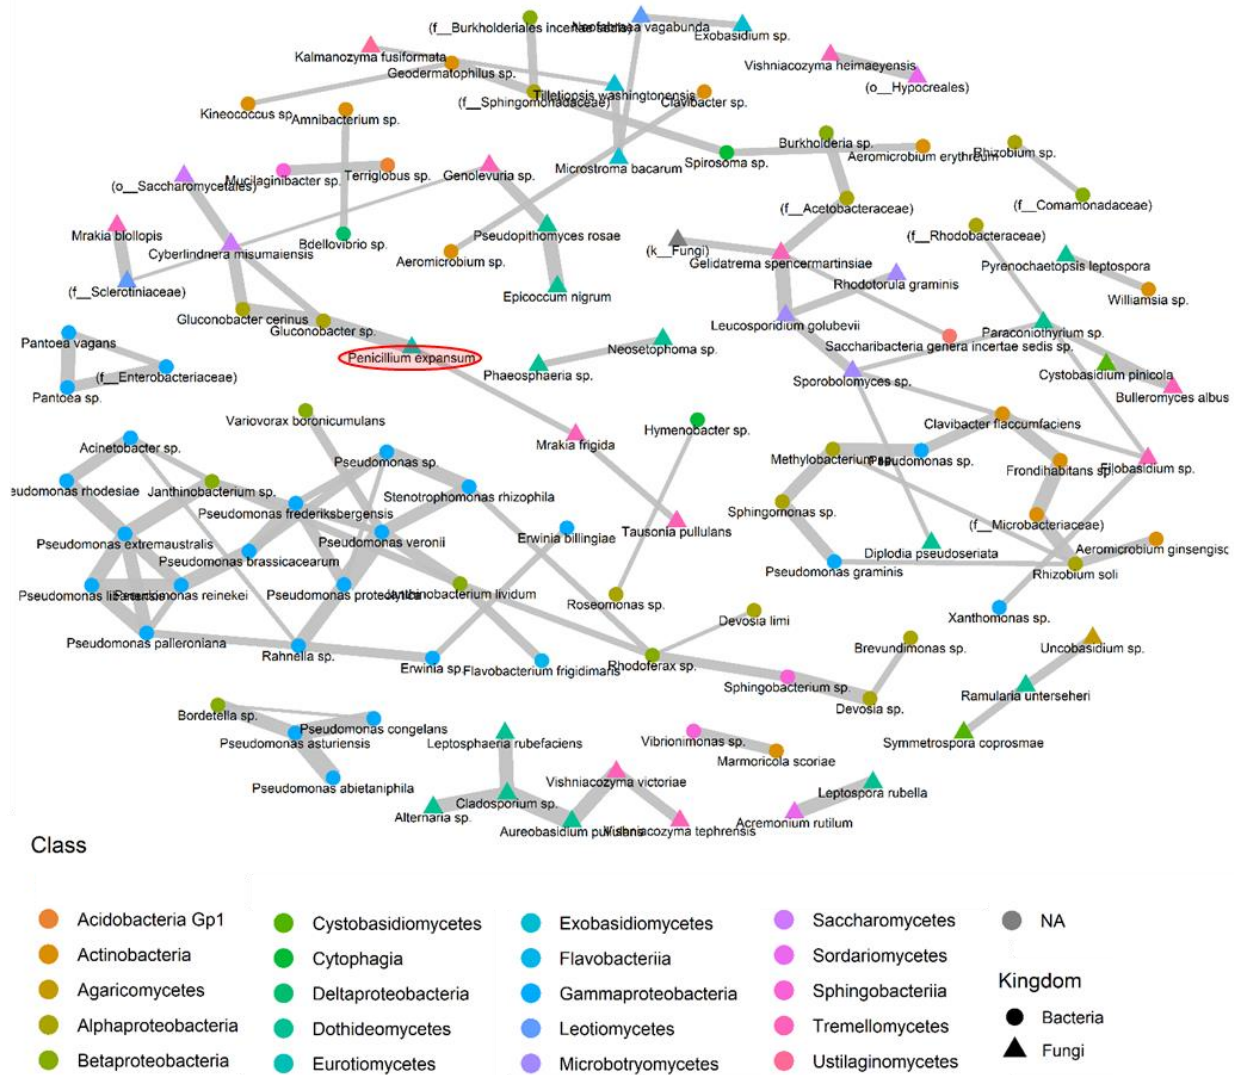 (f__Burkholderiales incertae sedis)
Neofabraea vagabunda
Exobasidium sp.
Kalmanozyma fusiformata
Geodermatophilus sp.
Vishniacozyma heimaeyensis
(o__Hypocreales)
Kineococcus sp.
Amnibacterium sp.
(f__Sphingomonadaceae)
Tilletiopsis washingtonensis
Clavibacter sp.
Burkholderia sp.
Aeromicrobium erythreum
Rhizobium sp.
(o__Saccharomycetales)
Mucilaginibacter sp.
Terriglobus sp.
Genolevuria sp.
Microstroma bacarum
Spirosoma sp.
(f__Acetobacteraceae)
(f__Comamonadaceae)
Mrakia blollopis
Cyberlindnera misumaiensis
Bdellovibrio sp.
Pseudopithomyces rosae
Aeromicrobium sp.
(k__Fungi)
Gelidatrema spencermartinsiae
(f__Rhodobacteraceae)
Pyrenochaetopsis leptospora
(f__Sclerotiniaceae)
Epicoccum nigrum
Rhodotorula graminis
Williamsia sp.
Gluconobacter cerinus
Gluconobacter sp.
Leucosporidium golubevii
Saccharibacteria genera incertae sedis sp.
Paraconiothyrium sp.
Pantoea vagans
(f__Enterobacteriaceae)
Pantoea sp.
Penicillium expansum
Phaeosphaeria sp.
Neosetophoma sp.
Sporobolomyces sp.
Cystobasidium pinicola
Bulleromyces albus
Variovorax boronicumulans
Mrakia frigida
Hymenobacter sp.
Clavibacter flaccumfaciens
Acinetobacter sp.
Pseudomonas sp.
Methylobacterium sp.
Pseudomonas sp.
Frondihabitans sp.
Filobasidium sp.
eudomonas rhodesiae
Janthinobacterium sp.
Stenotrophomonas rhizophila
Pseudomonas frederiksbergensis
Sphingomonas sp.
(f__Microbacteriaceae)
Pseudomonas extremaustralis
Pseudomonas veronii
Erwinia billingiae
Tausonia pullulans
Diplodia pseudoseriata
Aeromicrobium ginsengisc
Pseudomonas brassicacearum
Pseudomonas graminis
Rhizobium soli
Pseudomonas libanensis
Pseudomonas reinekei
Pseudomonas proteolytica
Janthinobacterium lividum
Roseomonas sp.
Devosia limi
Xanthomonas sp.
Pseudomonas palleroniana
Rahnella sp.
Erwinia sp.
Flavobacterium frigidimaris
Rhodoferax sp.
Brevundimonas sp.
Uncobasidium sp.
Sphingobacterium sp.
Devosia sp.
Ramularia unterseheri
Bordetella sp.
Pseudomonas congelans
Pseudomonas asturiensis
Leptosphaeria rubefaciens
Vibrionimonas sp.
Marmoricola scoriae
Symmetrospora coprosmae
Pseudomonas abietaniphila
Vishniacozyma victoriae
Leptospora rubella
Alternaria sp.
Cladosporium sp.
Aureobasidium pullulans
Vishniacozyma tephrensis
Acremonium rutilum
Class
Acidobacteria Gp1
Actinobacteria
Agaricomycetes
Alphaproteobacteria
Betaproteobacteria
Cystobasidiomycetes
Cytophagia
Deltaproteobacteria
Dothideomycetes
Eurotiomycetes
Exobasidiomycetes
Flavobacteriia
Gammaproteobacteria
Leotiomycetes
Microbotryomycetes
Saccharomycetes
Sordariomycetes
Sphingobacteriia
Tremellomycetes
Ustilaginomycetes
NA
Kingdom
Bacteria
Fungi